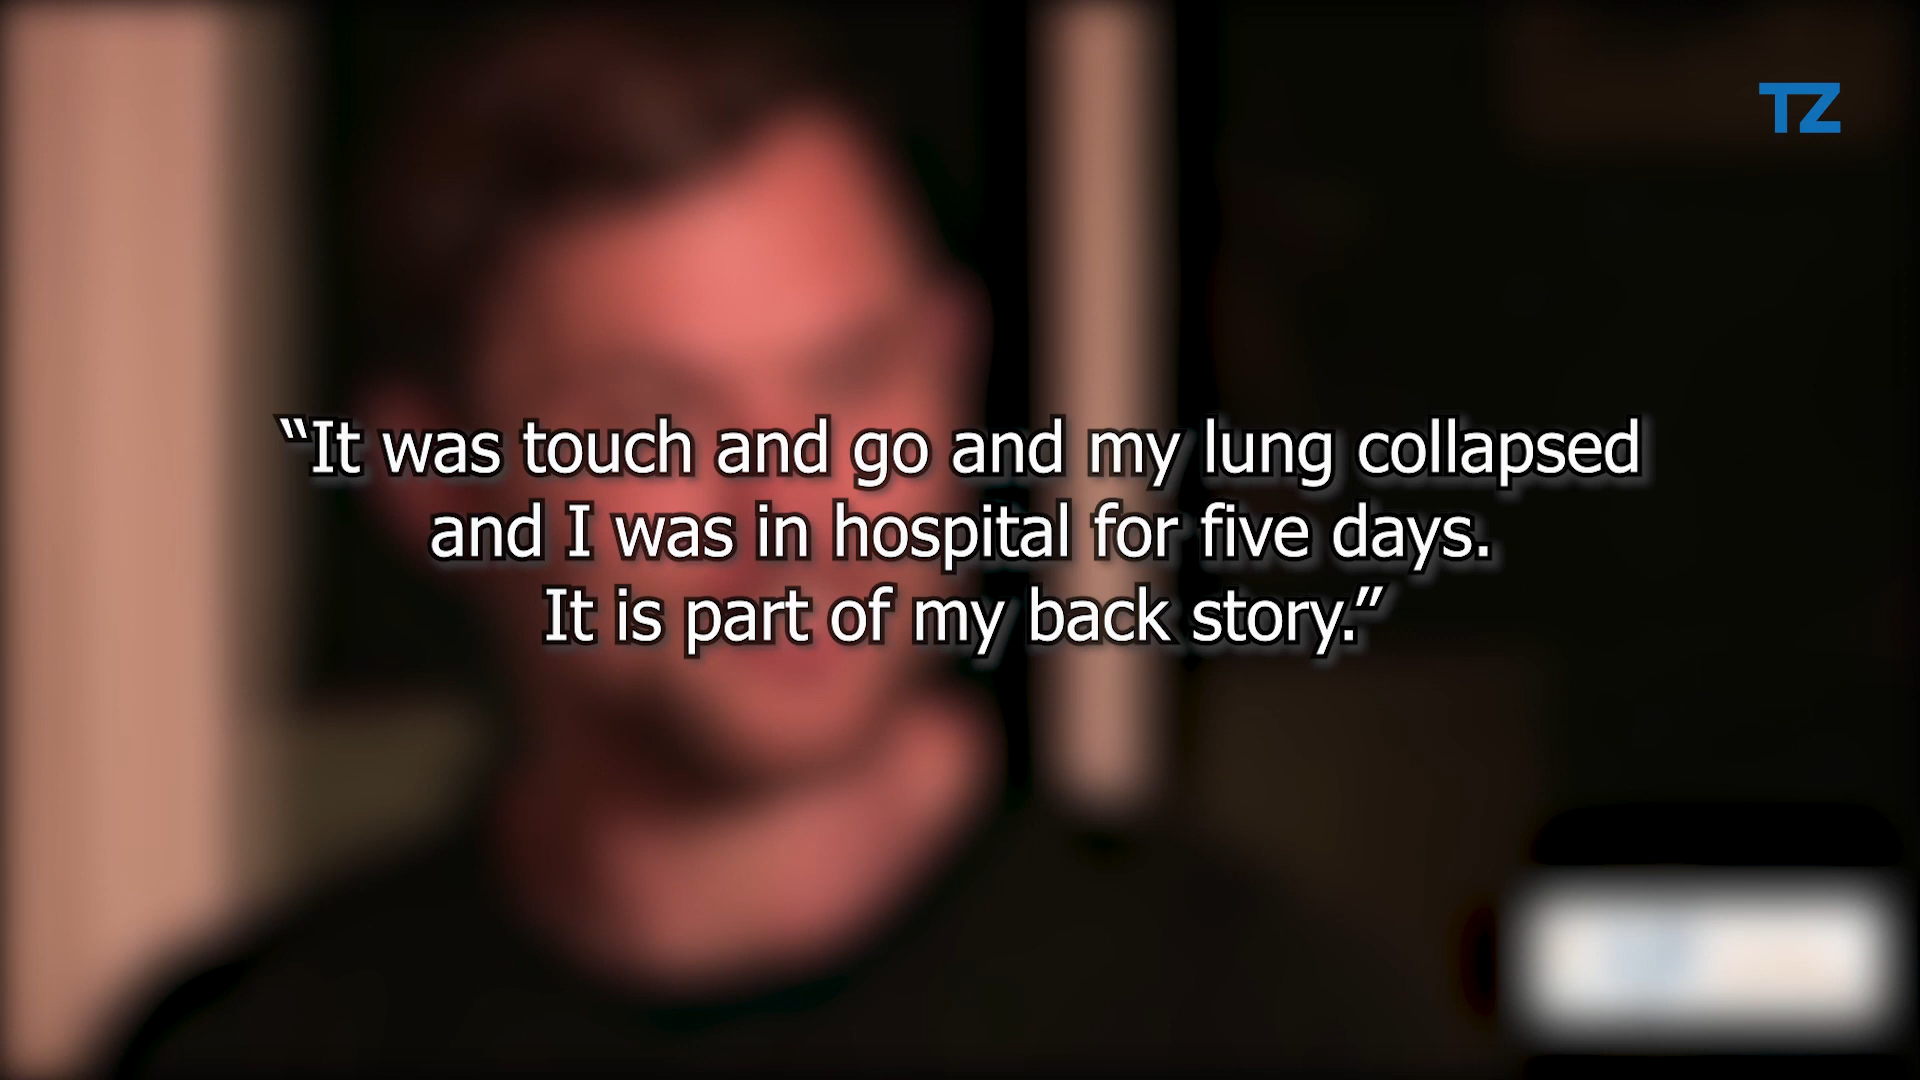 TZ
“It was touch and go and my lung collapsed
and I was in hospital for five days.
It is part of my back story.”